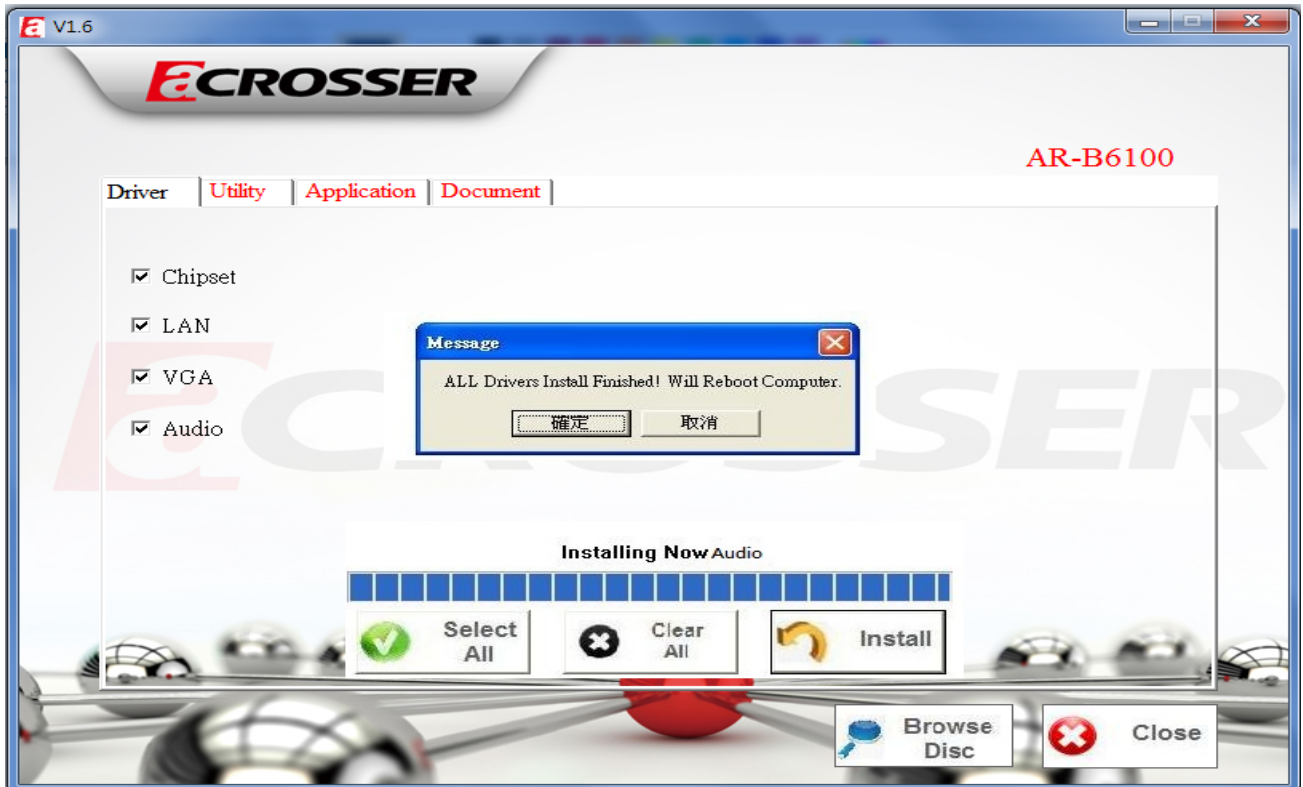 V1.6
aCROSSER
AR-B6100
Driver
Utility
Application
Document
Chipset
LAN
VGA
Audio
Message
ALL Drivers Install Finished! Will Reboot Computer.
確定
取消
aCROSSER
Installing Now Audio
Select
All
Clear
All
Install
Browse
Disc
Close